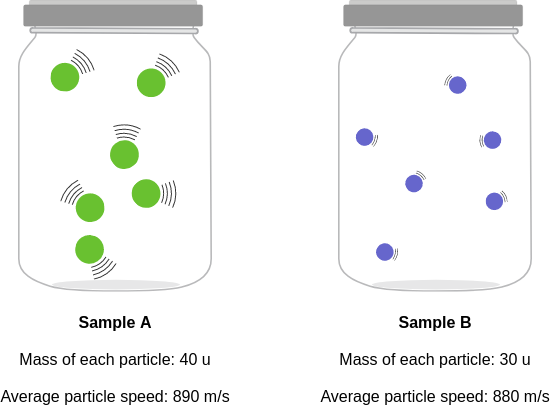 Sample A
Sample B
Mass of each particle: 40 u
Mass of each particle: 30 u
Average particle speed: 890 m/s
Average particle speed: 880 m/s